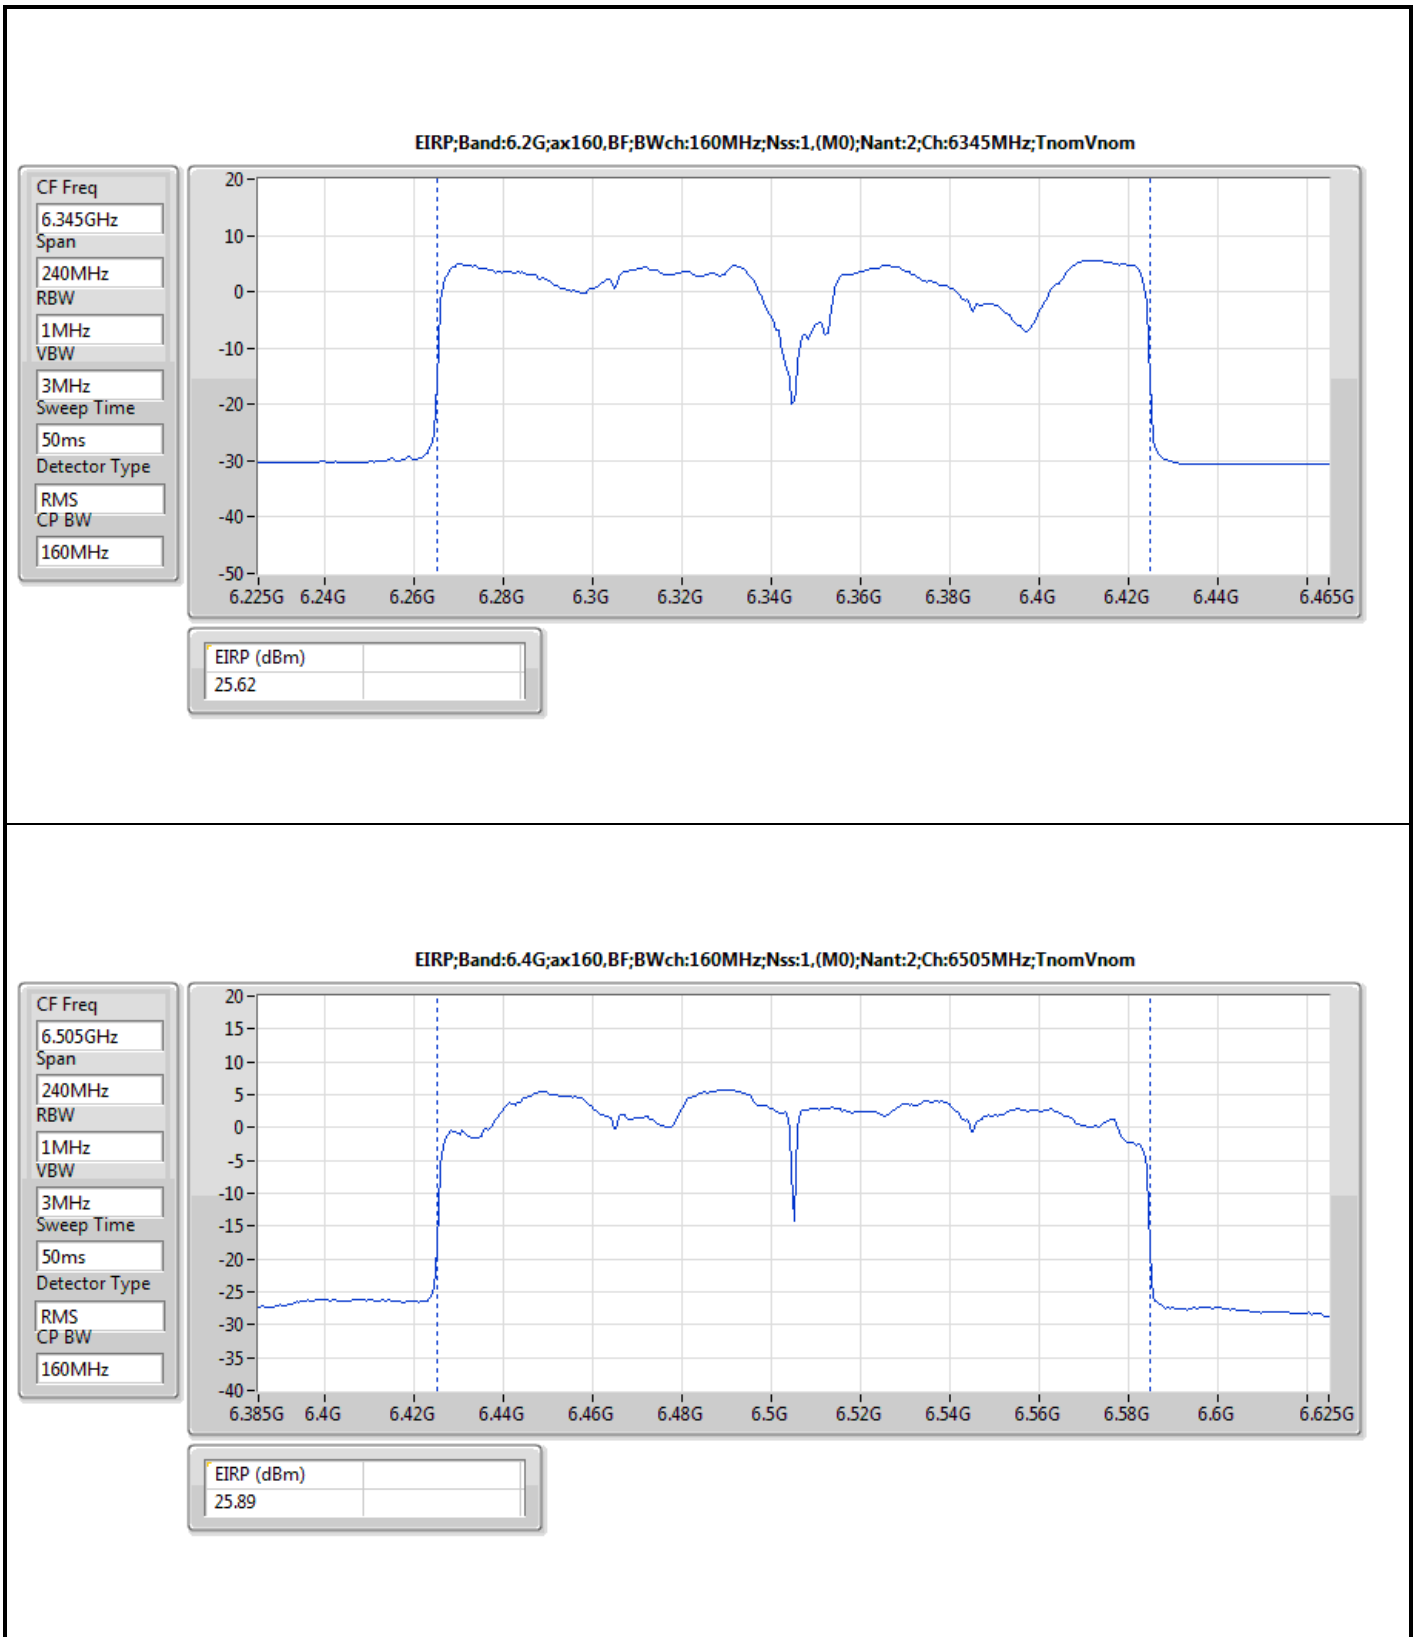 EIRP;Band:6.2G;ax160,BF;BWch:160MHz;Nss:1,(M0);Nant:2;Ch:6345MHz;TnomVnom
CF Freq
6.345GHz
Span
240MHz
RBW
1MHz
VBW
3MHz
Sweep Time
50ms
Detector Type
RMS
CP BW
160MHz
20
10
0
-10
-20
-30
-40
-50
6.225G 6.24G 6.26G 6.28G 6.3G 6.32G 6.34G 6.36G 6.38G 6.4G 6.42G 6.44G 6.465G
EIRP (dBm)
25.62
EIRP;Band:6.4G;ax160,BF;BWch:160MHz;Nss:1,(M0);Nant:2;Ch:6505MHz;TnomVnom
CF Freq
6.505GHz
Span
240MHz
RBW
1MHz
VBW
3MHz
Sweep Time
50ms
Detector Type
RMS
CP BW
160MHz
20
15
10
5
0
-5
-10
-15
-20
-25
-30
-35
-40
6.385G 6.4G 6.42G 6.44G 6.46G 6.48G 6.5G 6.52G 6.54G 6.56G 6.58G 6.6G 6.625G
EIRP (dBm)
25.89